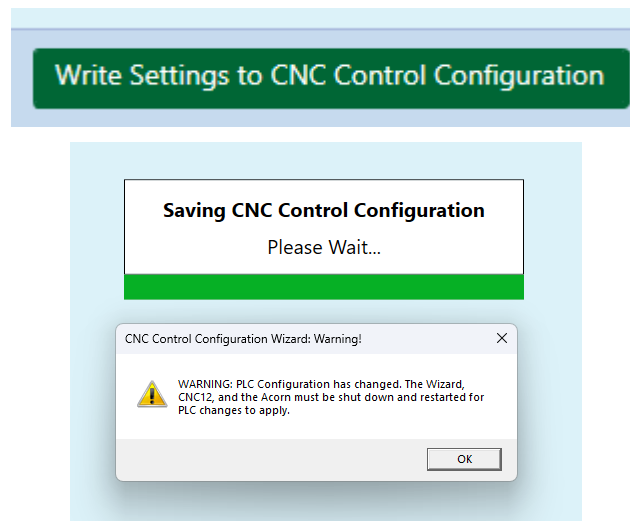 Write Settings to CNC Control Configuration
Saving CNC Control Configuration
Please Wait...
CNC Control Configuration Wizard: Warning!
WARNING: PLC Configuration has changed. The Wizard,
CNC12, and the Acorn must be shut down and restarted for
PLC changes to apply.
OK